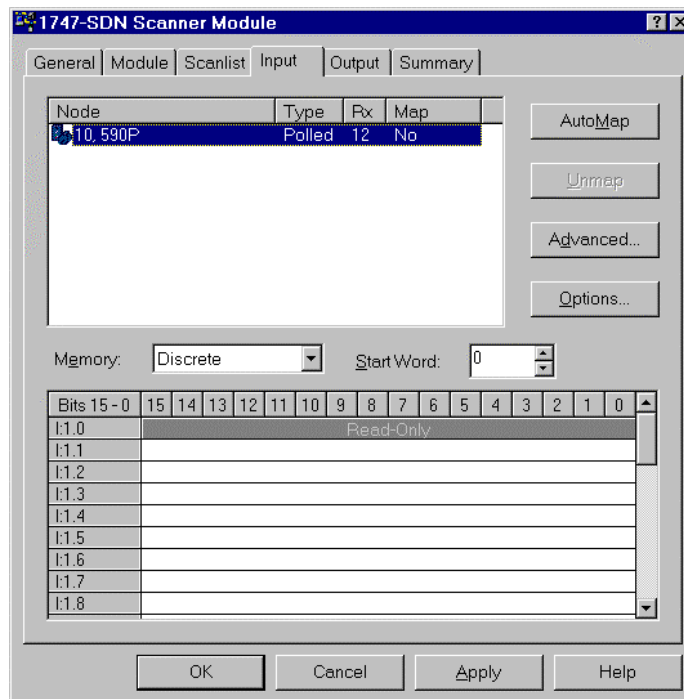 1747-SDN Scanner Module
General Module Scanlist Input Output Summary
Node Type Rx Map
10, 590P Polled 12 No
AutoMap
Unmap
Advanced...
Options...
Memory: Discrete Start Word: 0
Bits 15 - 0 15 14 13 12 11 10 9 8 7 6 5 4 3 2 1 0
I:1.0 Read-Only
I:1.1
I:1.2
I:1.3
I:1.4
I:1.5
I:1.6
I:1.7
I:1.8
OK Cancel Apply Help